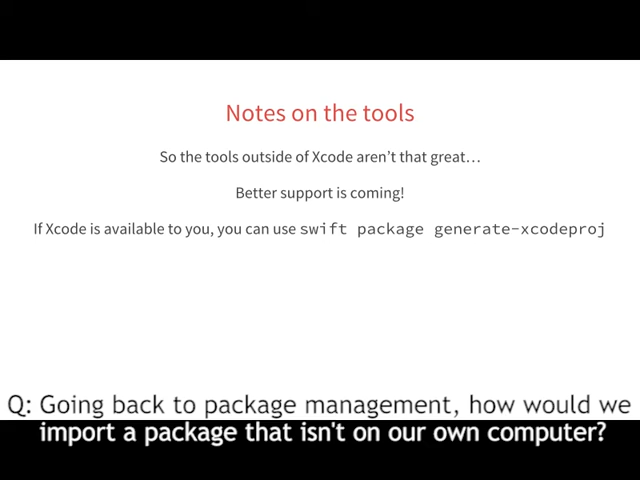 Notes on the tools
So the tools outside of Xcode aren't that great…
Better support is coming!
If Xcode is available to you, you can use swift package generate-xcodeproj
Q: Going back to package management, how would we
import a package that isn't on our own computer?